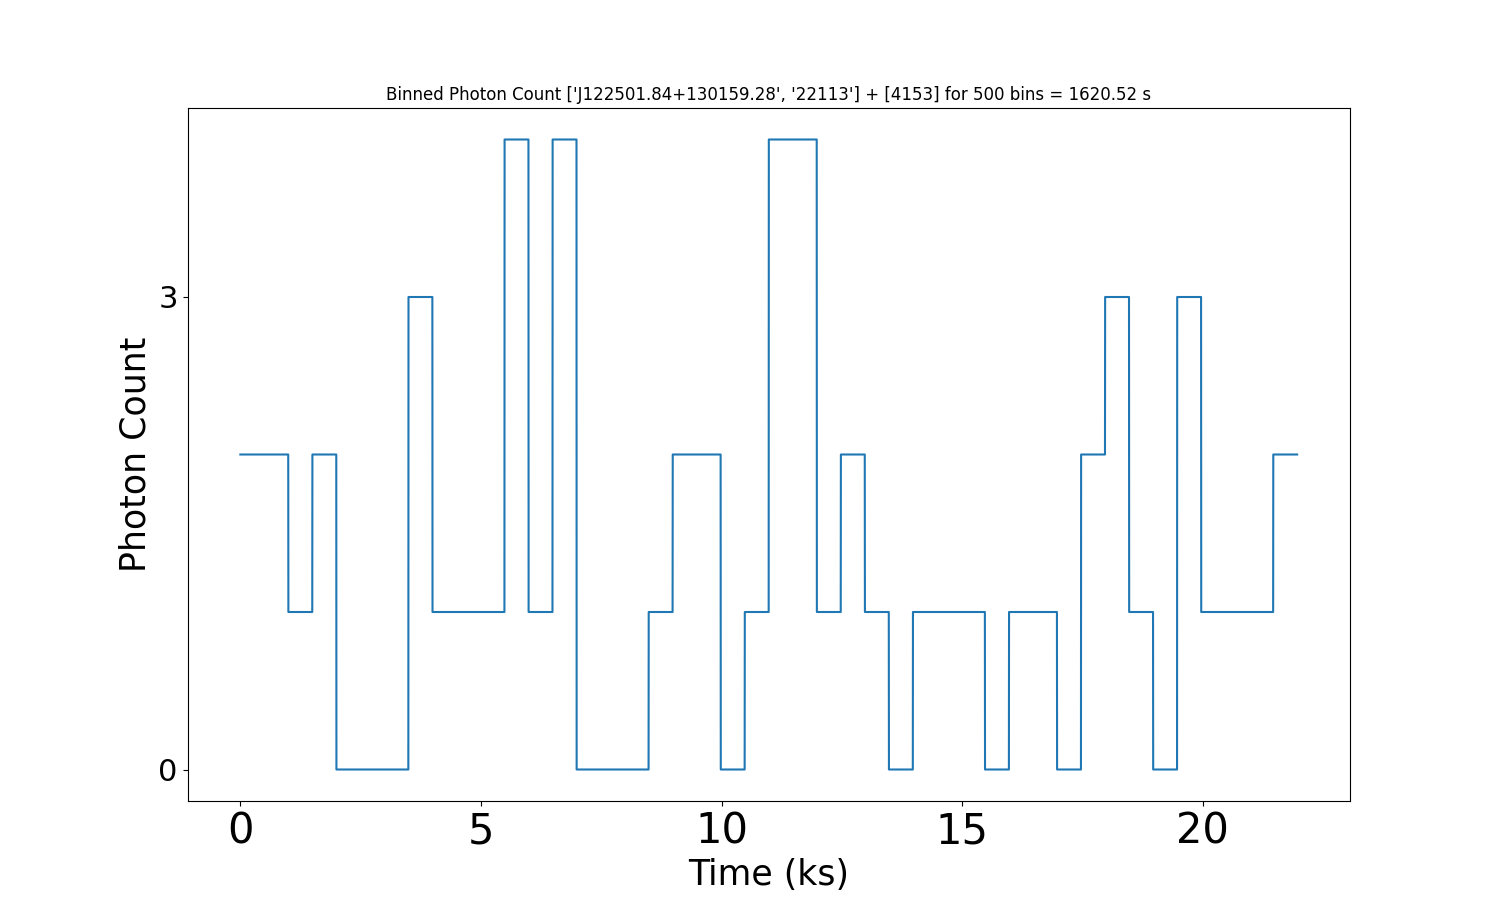 Binned Photon Count ['J122501.84+130159.28', '22113'] + [4153] for 500 bins = 1620.52 s
Photon Count
3
0
0 5 10 15 20
Time (ks)